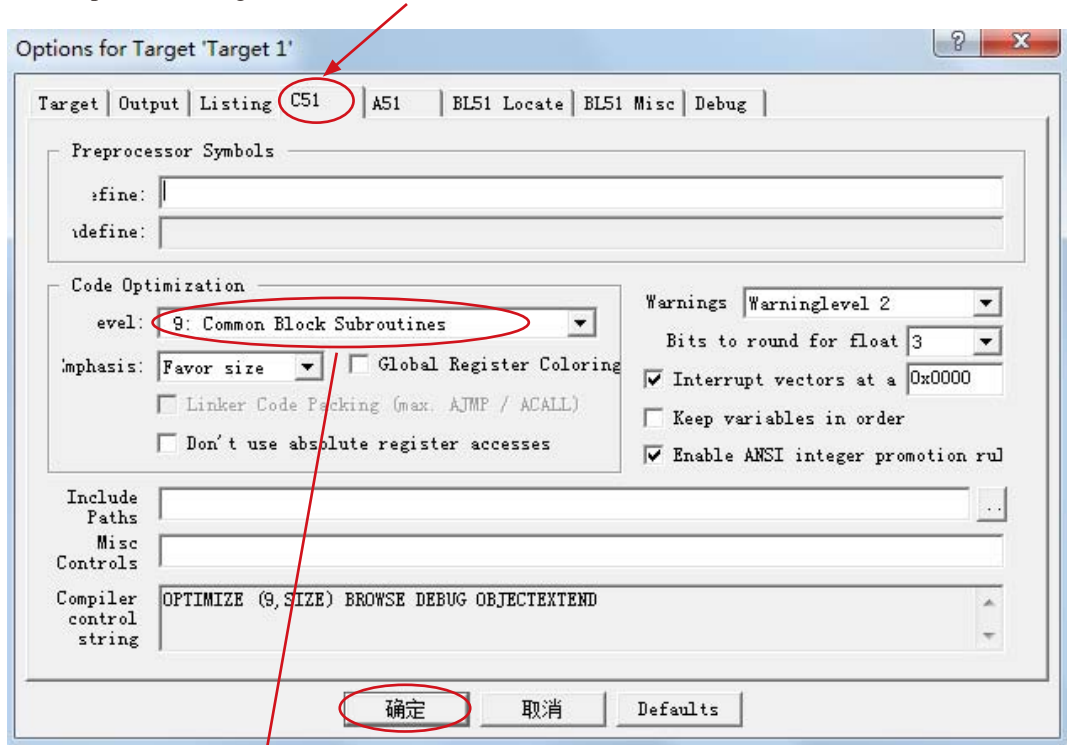 Options for Target 'Target 1'
Target Output Listing C51 A51 BL51 Locate BL51 Misc Debug
Preprocessor Symbols
efine:
define:
Code Optimization
evel: 9: Common Block Subroutines
Warnings Warninglevel 2
Bits to round for float 3
mphasis: Favor size Global Register Coloring
Interrupt vectors at a 0x0000
Linker Code Packing (max. AJMP / ACALL)
Keep variables in order
Don't use absolute register accesses
Enable ANSI integer promotion rul
Include
Paths
..
Misc
Controls
Compiler
control
string
OPTIMIZE (9,SIZE) BROWSE DEBUG OBJECTEXTEND
确定 取消 Defaults